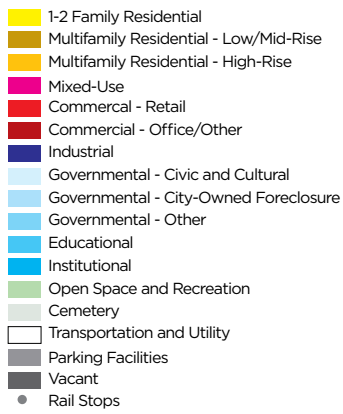 1-2 Family Residential
Multifamily Residential - Low/Mid-Rise
Multifamily Residential - High-Rise
Mixed-Use
Commercal - Retail
Commercial - Office/Other
Industrial
Governmental - Civic and Cultural
Governmental - City-Owned Foreclosure
Governmental - Other
Educational
Institutional
Open Space and Recreation
Cemetery
Transportation and Utility
Parking Facilities
Vacant
Rail Stops